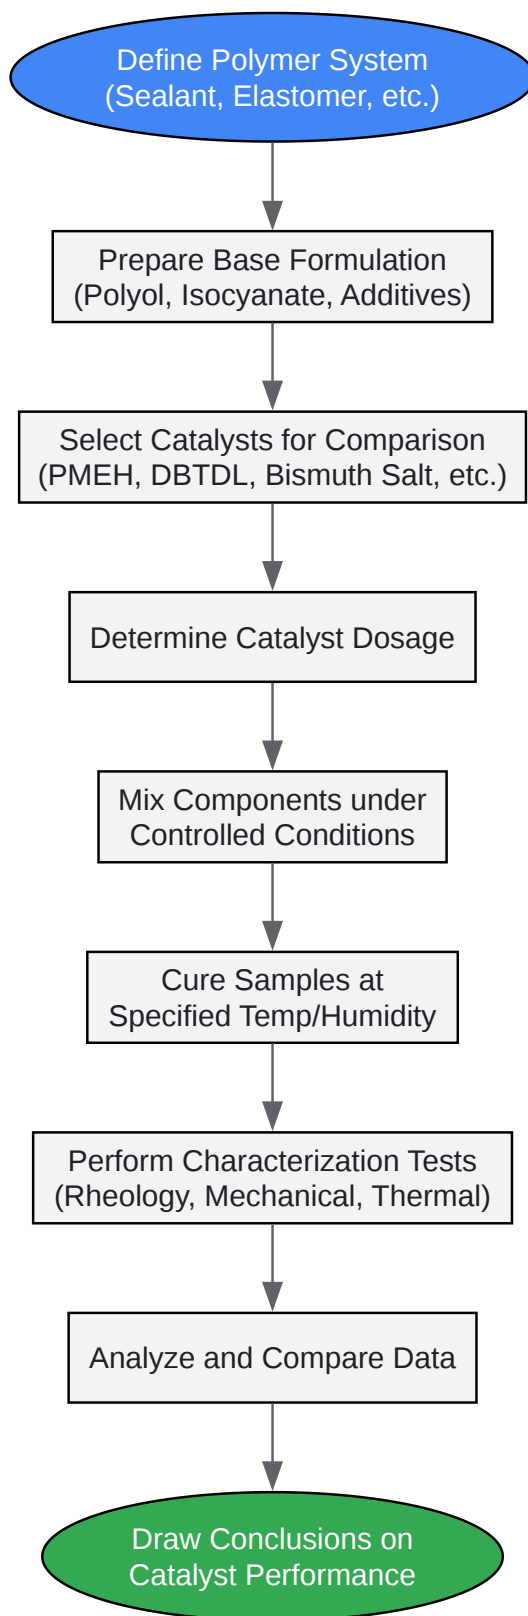 Define Polymer System
(Sealant, Elastomer, etc.)
Prepare Base Formulation
(Polyol, Isocyanate, Additives)
Select Catalysts for Comparison
(PMEH, DBTDL, Bismuth Salt, etc.)
Determine Catalyst Dosage
Mix Components under
Controlled Conditions
Cure Samples at
Specified Temp/Humidity
Perform Characterization Tests
(Rheology, Mechanical, Thermal)
Analyze and Compare Data
Draw Conclusions on
Catalyst Performance